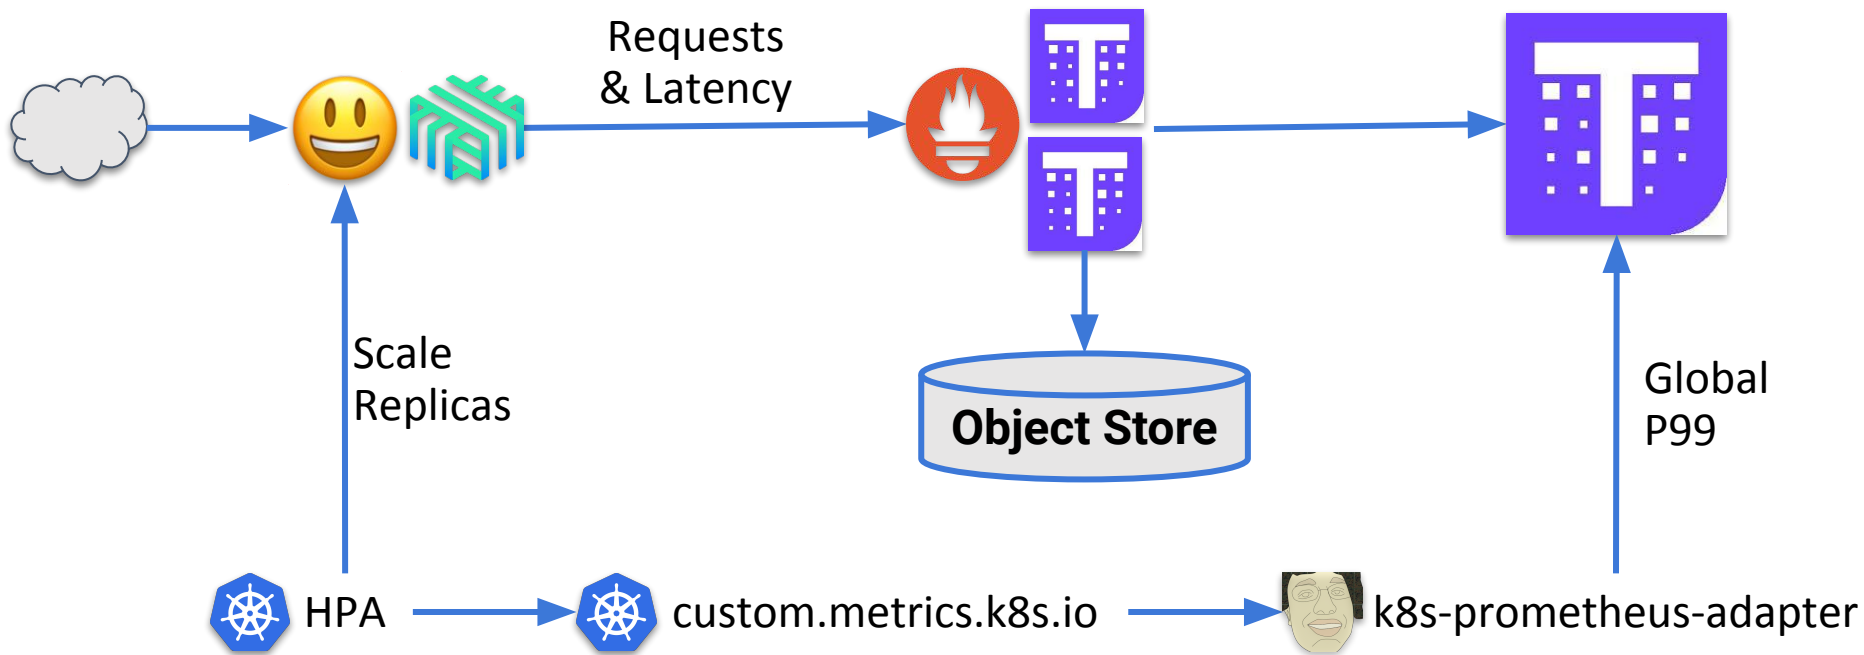 Requests
& Latency
Scale
Replicas
Object Store
Global
P99
HPA
custom.metrics.k8s.io
k8s-prometheus-adapter